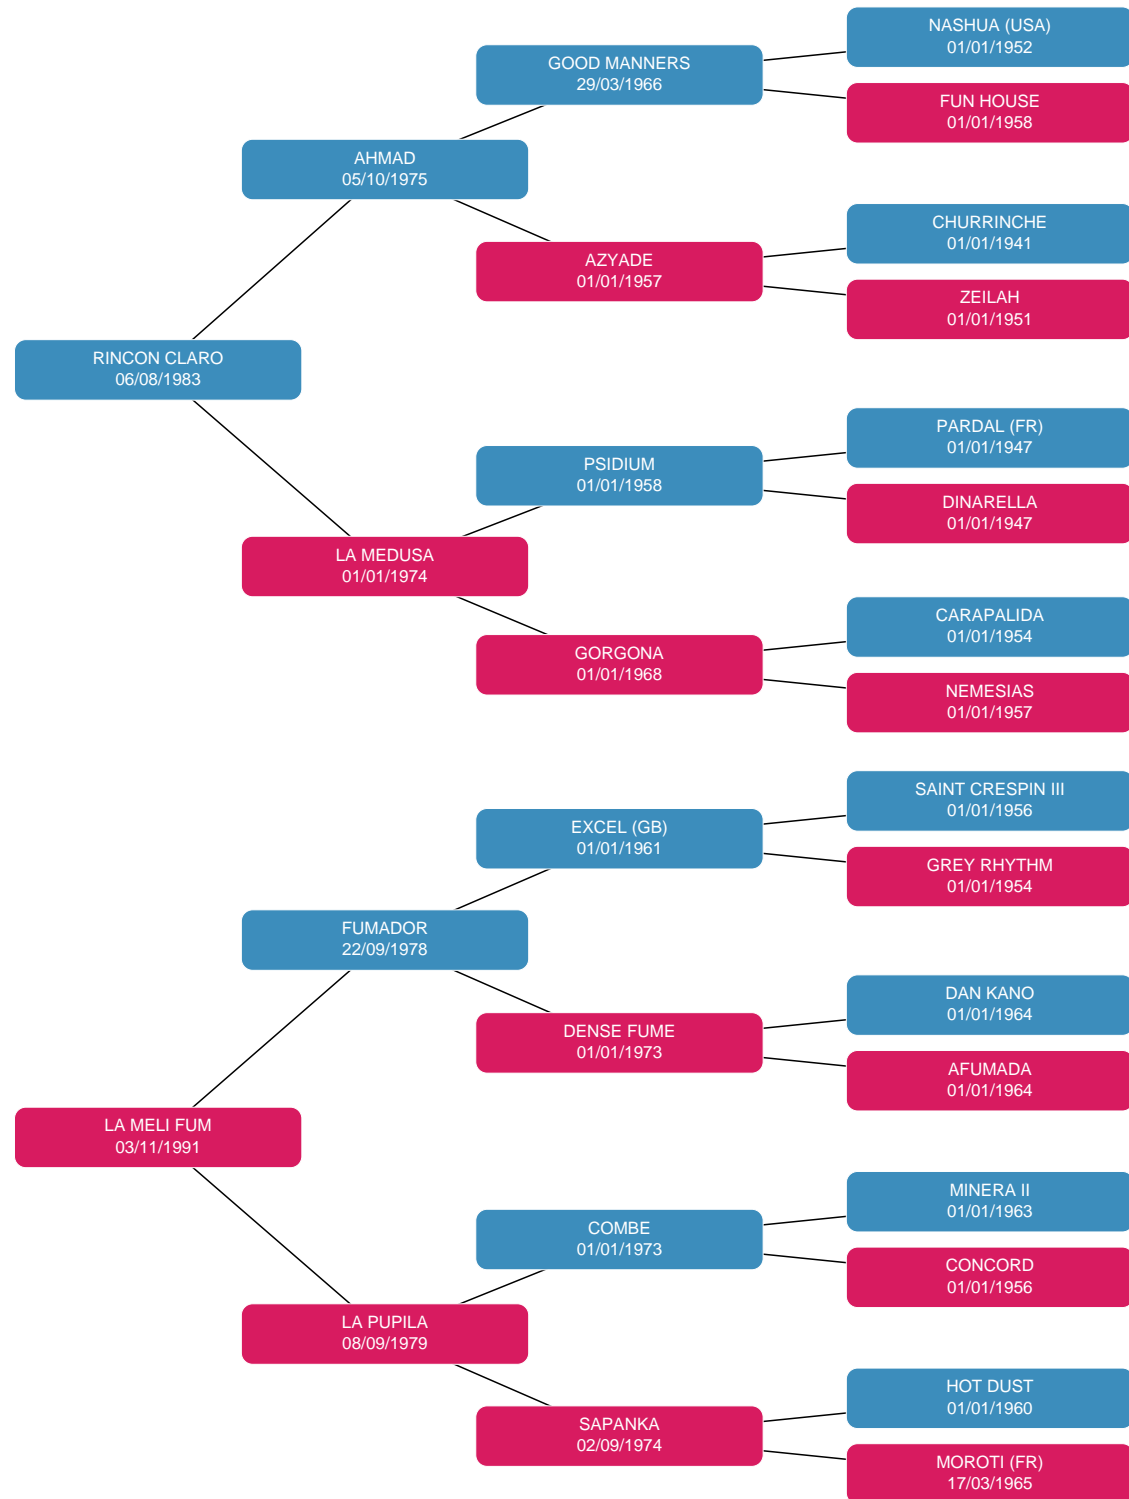 NASHUA (USA)
01/01/1952
GOOD MANNERS
29/03/1966
FUN HOUSE
01/01/1958
AHMAD
05/10/1975
CHURRINCHE
01/01/1941
AZYADE
01/01/1957
ZEILAH
01/01/1951
RINCON CLARO
06/08/1983
PARDAL (FR)
01/01/1947
PSIDIUM
01/01/1958
DINARELLA
01/01/1947
LA MEDUSA
01/01/1974
CARAPALIDA
01/01/1954
GORGONA
01/01/1968
NEMESIAS
01/01/1957
SAINT CRESPIN III
01/01/1956
EXCEL (GB)
01/01/1961
GREY RHYTHM
01/01/1954
FUMADOR
22/09/1978
DAN KANO
01/01/1964
DENSE FUME
01/01/1973
AFUMADA
01/01/1964
LA MELI FUM
03/11/1991
MINERA II
01/01/1963
COMBE
01/01/1973
CONCORD
01/01/1956
LA PUPILA
08/09/1979
HOT DUST
01/01/1960
SAPANKA
02/09/1974
MOROTI (FR)
17/03/1965